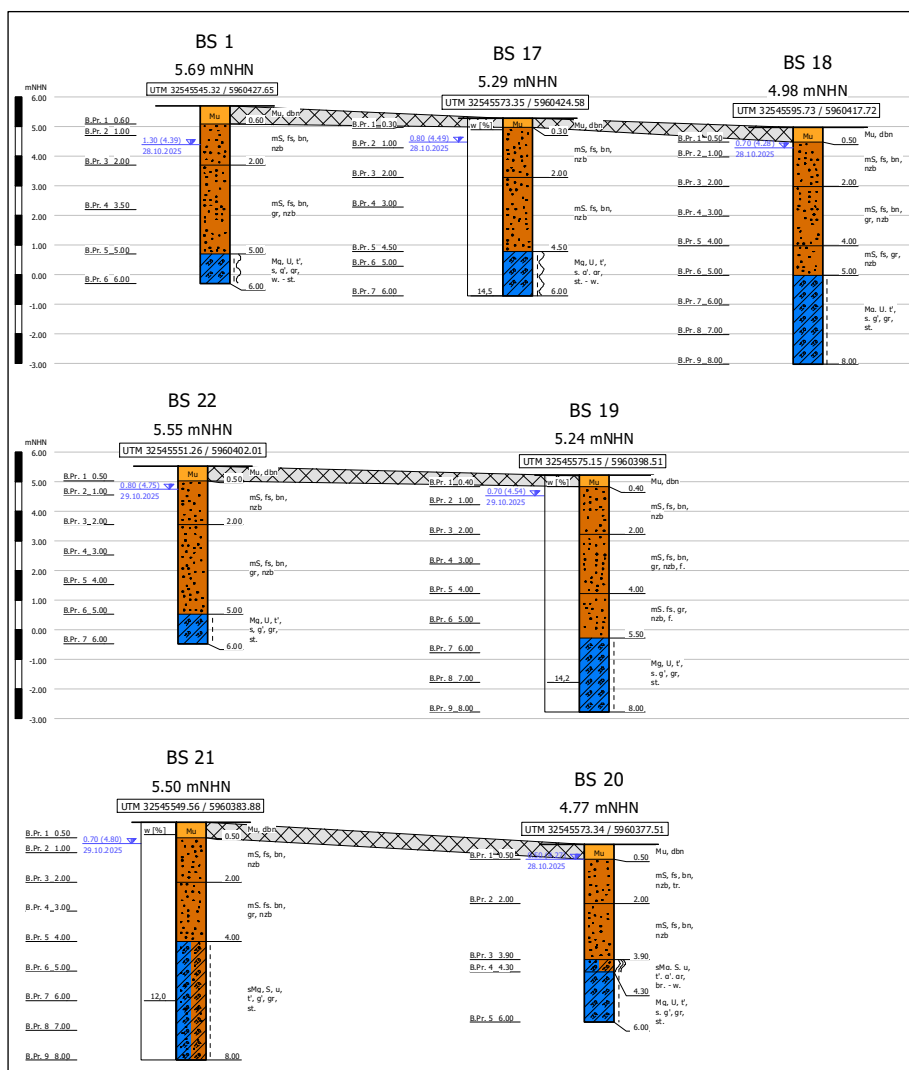 BS 1
5.69 mNHN
UTM 32545545.32 / 5960427.65
BS 17
5.29 mNHN
UTM 32545573.35 / 5960424.58
BS 18
4.98 mNHN
UTM 32545595.73 / 5960417.72
mNHN
6.00
5.00
4.00
3.00
2.00
1.00
0.00
-1.00
-2.00
-3.00
B.Pr. 1 0.60
B.Pr. 2 1.00
1.30 (4.39)
28.10.2025
B.Pr. 3 2.00
B.Pr. 4 3.50
B.Pr. 5 5.00
B.Pr. 6 6.00
Mu
0.60
2.00
5.00
6.00
Mu, dbn
mS, fs, bn,
nzb
mS, fs, bn,
gr, nzb
Mg, U, t',
s, g', gr,
w. - st.
B.Pr. 1 0.30
B.Pr. 2 1.00
0.80 (4.49)
28.10.2025
B.Pr. 3 2.00
B.Pr. 4 3.00
B.Pr. 5 4.50
B.Pr. 6 5.00
B.Pr. 7 6.00
w [%]
14,5
Mu
0.30
2.00
4.50
6.00
mS, fs, bn,
nzb
mS. fs, bn,
nzb
Mg, U, t',
s. g'. gr,
st. - w.
B.Pr. 1 0.50
B.Pr. 2 1.00
0.70 (4.28)
28.10.2025
B.Pr. 3 2.00
B.Pr. 4 3.00
B.Pr. 5 4.00
B.Pr. 6 5.00
B.Pr. 7 6.00
B.Pr. 8 7.00
B.Pr. 9 8.00
Mu
0.50
2.00
4.00
5.00
8.00
Mu, dbn
mS, fs, bn,
nzb
mS, fs, bn,
gr, nzb
mS, fs, gr,
nzb
Mg. U. t',
s. g', gr,
st.
BS 22
5.55 mNHN
UTM 32545551.26 / 5960402.01
BS 19
5.24 mNHN
UTM 32545575.15 / 5960398.51
mNHN
6.00
5.00
4.00
3.00
2.00
1.00
0.00
-1.00
-2.00
-3.00
B.Pr. 1 0.50
B.Pr. 2 1.00
0.80 (4.75)
29.10.2025
B.Pr. 3 2.00
B.Pr. 4 3.00
B.Pr. 5 4.00
B.Pr. 6 5.00
B.Pr. 7 6.00
Mu
0.50
2.00
5.00
6.00
Mu, dbn
mS, fs, bn,
nzb
mS, fs, bn,
gr, nzb
Mg, U, t',
s, g', gr,
st.
B.Pr. 1 0.40
B.Pr. 2 1.00
0.70 (4.54)
29.10.2025
B.Pr. 3 2.00
B.Pr. 4 3.00
B.Pr. 5 4.00
B.Pr. 6 5.00
B.Pr. 7 6.00
B.Pr. 8 7.00
B.Pr. 9 8.00
w [%]
14,2
Mu
0.40
2.00
4.00
5.50
8.00
Mu, dbn
mS, fs, bn,
nzb
mS, fs, bn,
gr, nzb, f.
mS. fs. gr,
nzb, f.
Mg, U, t',
s. g', gr,
st.
BS 21
5.50 mNHN
UTM 32545549.56 / 5960383.88
BS 20
4.77 mNHN
UTM 32545573.34 / 5960377.51
B.Pr. 1 0.50
B.Pr. 2 1.00
0.70 (4.80)
29.10.2025
B.Pr. 3 2.00
B.Pr. 4 3.00
B.Pr. 5 4.00
B.Pr. 6 5.00
B.Pr. 7 6.00
B.Pr. 8 7.00
B.Pr. 9 8.00
w [%]
12,0
Mu
0.50
2.00
4.00
8.00
Mu, dbn
mS, fs, bn,
nzb
mS. fs. bn,
gr, nzb
sMg, S, u,
t', g', gr,
st.
B.Pr. 1 0.50
28.10.2025
B.Pr. 2 2.00
B.Pr. 3 3.90
B.Pr. 4 4.30
B.Pr. 5 6.00
Mu
0.50
2.00
3.90
4.30
6.00
Mu, dbn
mS, fs, bn,
nzb, tr.
mS, fs, bn,
nzb
sMg, S. u,
t'. g'. gr,
br. - w.
Mg, U, t',
s. g', gr,
st.